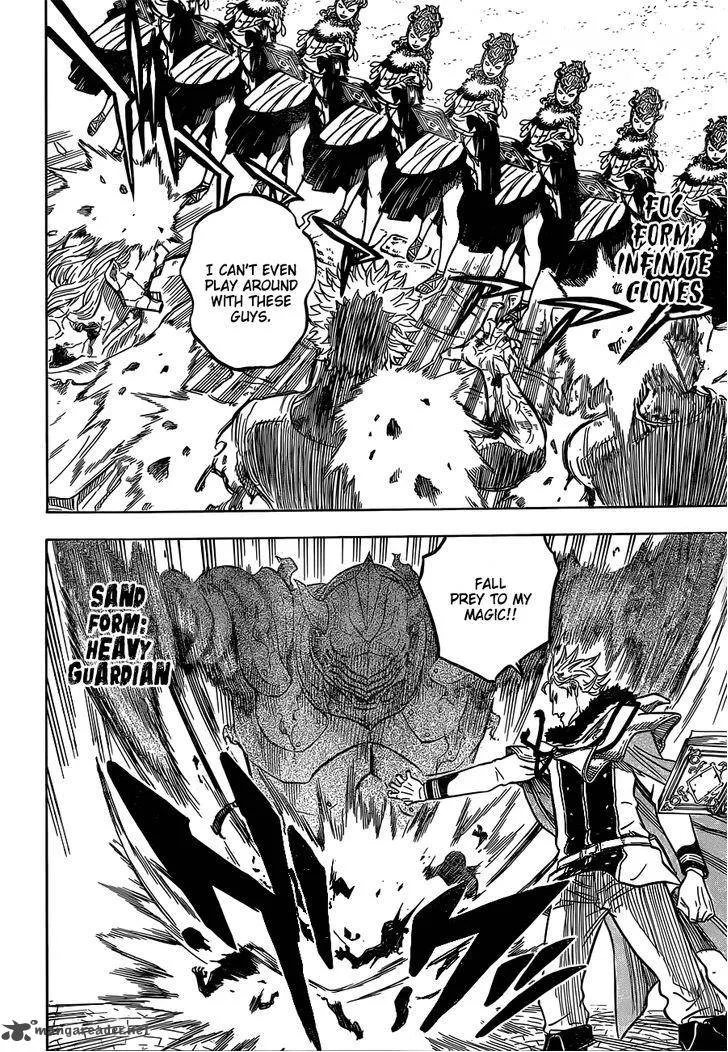 FOG
FORM:
INFINITE
CLONES
I CAN'T EVEN
PLAY AROUND
WITH THESE
GUYS.
FALL
PREY TO MY
MAGIC!!
SAND
FORM:
HEAVY
GUARDIAN
mangareader.net